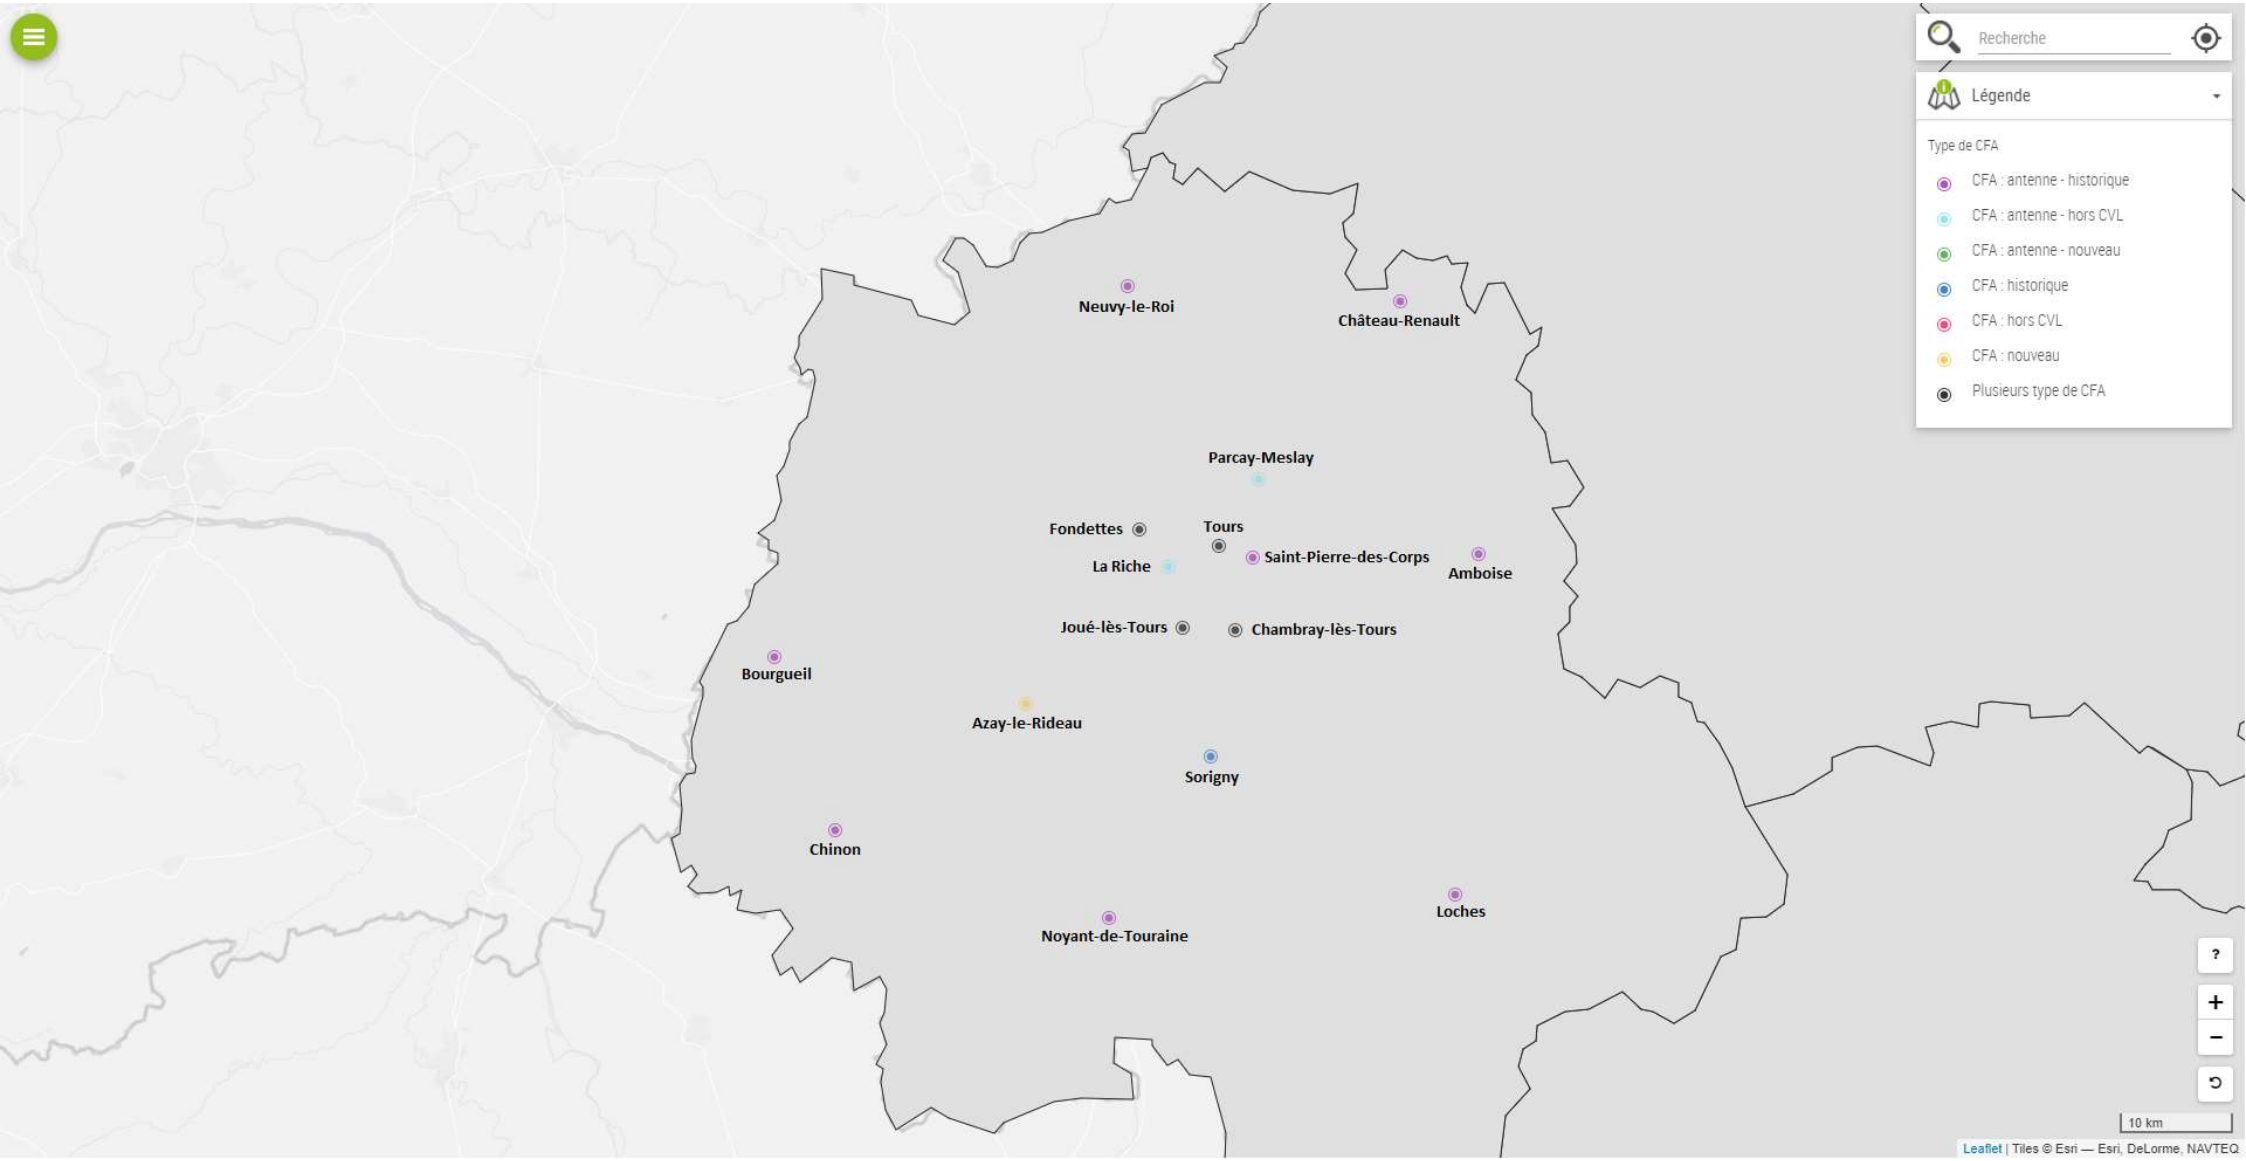 Recherche
Légende
Type de CFA
CFA : antenne - historique
CFA : antenne - hors CVL
CFA : antenne - nouveau
CFA : historique
CFA : hors CVL
CFA : nouveau
Plusieurs type de CFA
Neuvy-le-Roi
Château-Renault
Parcay-Meslay
Fondettes
Tours
Saint-Pierre-des-Corps
La Riche
Amboise
Joué-lès-Tours
Chambray-lès-Tours
Bourgueil
Azay-le-Rideau
Sorigny
Chinon
Loches
Noyant-de-Touraine
?
+
−
10 km
Leaflet | Tiles © Esri — Esri, DeLorme, NAVTEQ